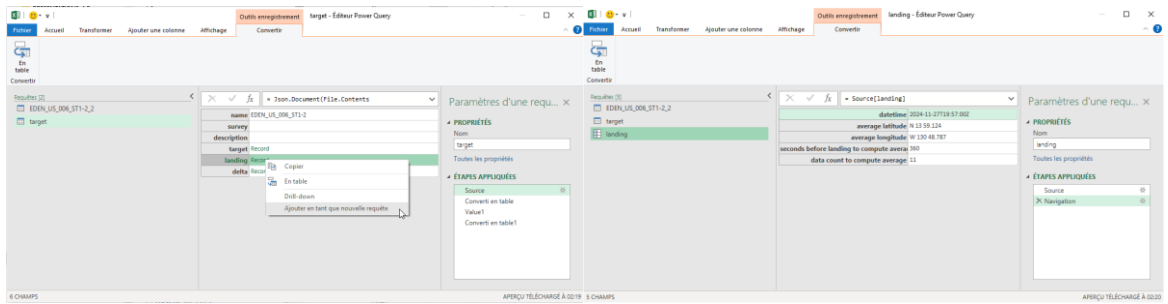 Outils enregistrement target - Éditeur Power Query
Fichier Accueil Transformer Ajouter une colonne Affichage Convertir
En
table
Convertir
Requêtes [2]
EDEN_US_006_ST1-2_2
target
= Json.Document(File.Contents
name EDEN_US_006_ST1-2
survey
description
target Record
landing Record
delta Record
Copier
En table
Drill-down
Ajouter en tant que nouvelle requête
Paramètres d'une requ...
PROPRIÉTÉS
Nom
target
Toutes les propriétés
ÉTAPES APPLIQUÉES
Source
Converti en table
Value1
Converti en table1
6 CHAMPS
APERÇU TÉLÉCHARGÉ À 02:19
Outils enregistrement landing - Éditeur Power Query
Fichier Accueil Transformer Ajouter une colonne Affichage Convertir
En
table
Convertir
Requêtes [3]
EDEN_US_006_ST1-2_2
target
landing
= Source[landing]
datetime 2024-11-27T19:57:00Z
average latitude N 13 59.124
average longitude W 130 48.787
seconds before landing to compute avera 360
data count to compute average 11
Paramètres d'une requ...
PROPRIÉTÉS
Nom
landing
Toutes les propriétés
ÉTAPES APPLIQUÉES
Source
Navigation
5 CHAMPS
APERÇU TÉLÉCHARGÉ À 02:20